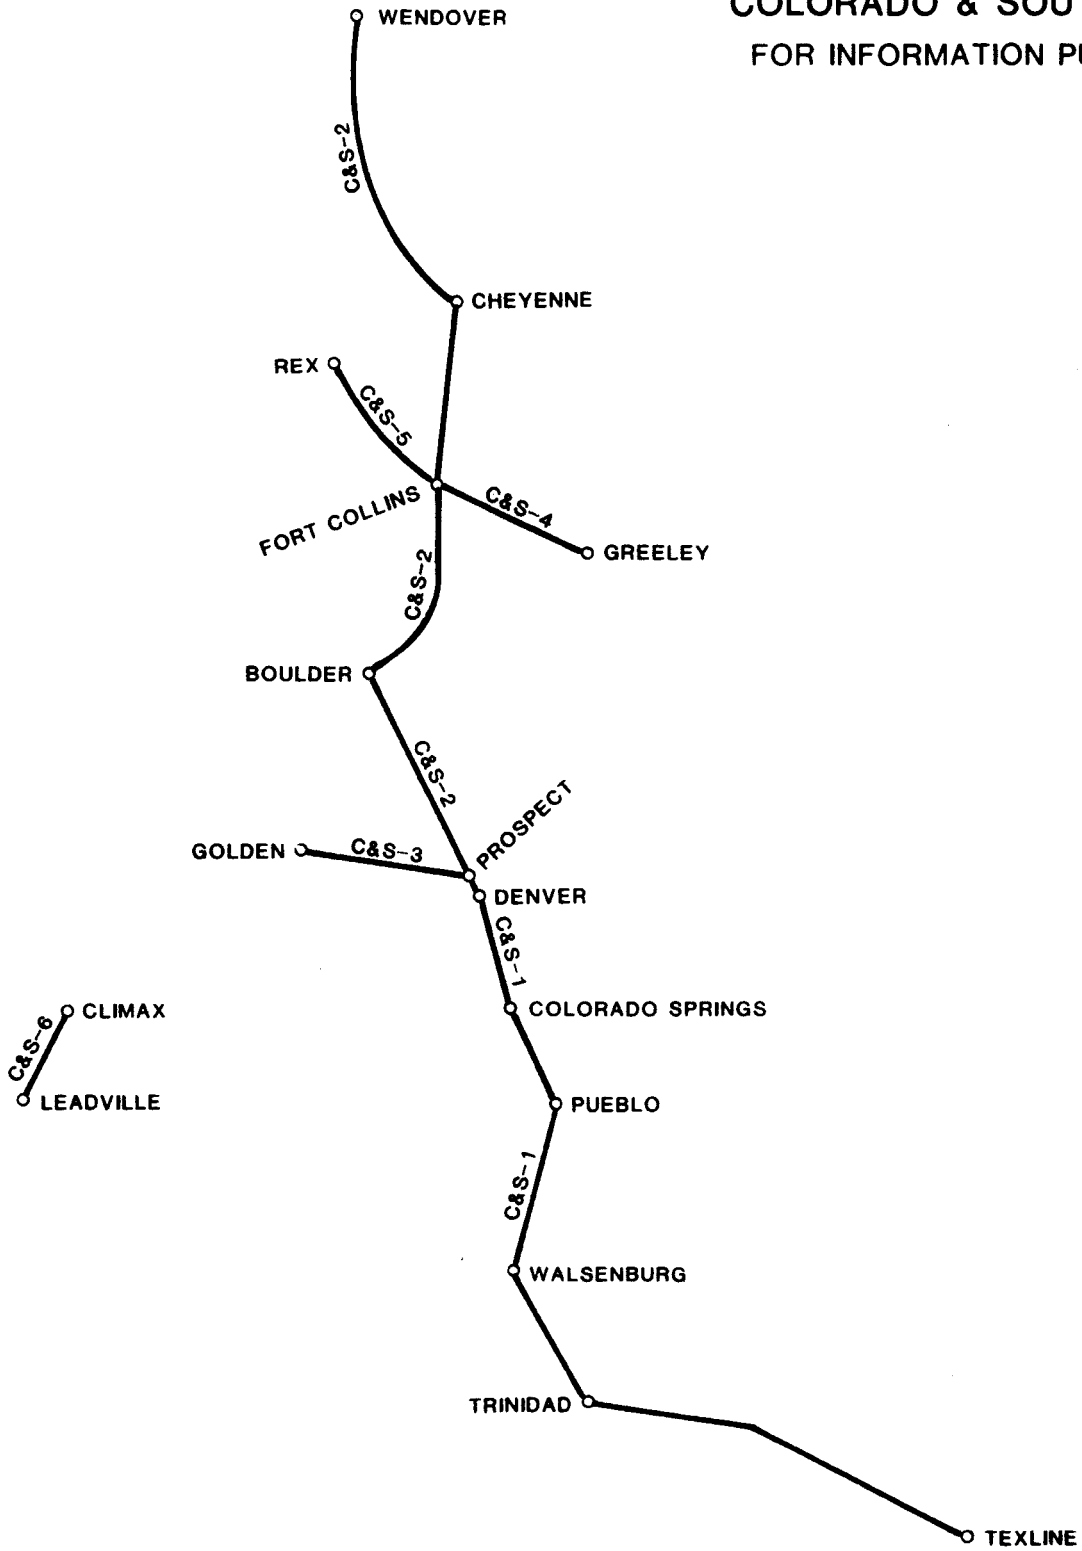 COLORADO & SOU
FOR INFORMATION
WENDOVER
C&S-2
CHEYENNE
REX
C&S-5
FORT COLLINS
C&S-4
GREELEY
C&S-2
BOULDER
C&S-2
PROSPECT
GOLDEN
C&S-3
DENVER
C&S-1
COLORADO SPRINGS
CLIMAX
C&S-6
LEADVILLE
PUEBLO
C&S-1
WALSENBURG
TRINIDAD
TEXLINE